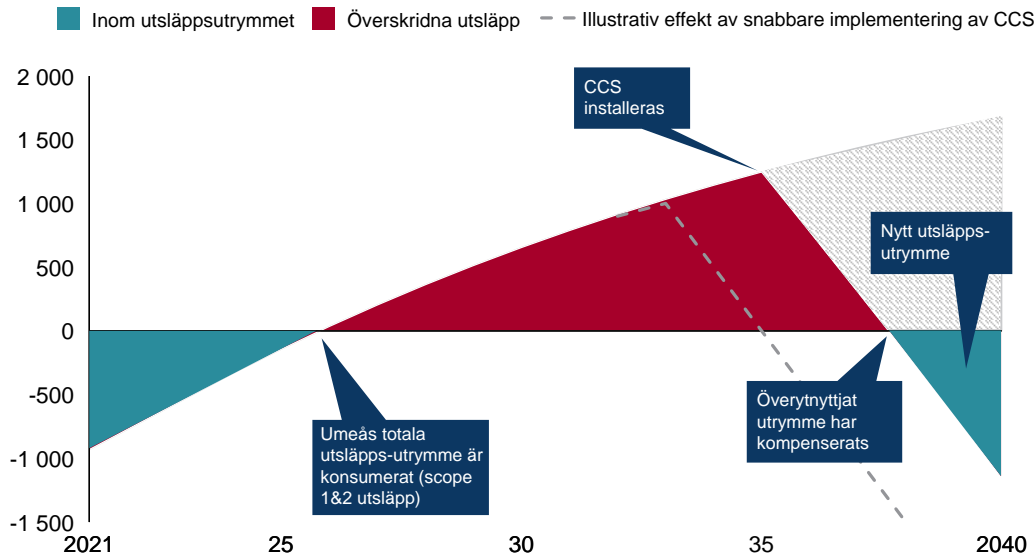 Inom utsläppsutrymmet
Överskridna utsläpp
Illustrativ effekt av snabbare implementering av CCS
2 000
1 500
1 000
500
0
-500
-1 000
-1 500
CCS
installeras
Nytt utsläpps-
utrymme
Umeås totala
utsläpps-utrymme är
konsumerat (scope
1&2 utsläpp)
Överytnyttjat
utrymme har
kompenserats
2021
25
30
35
2040